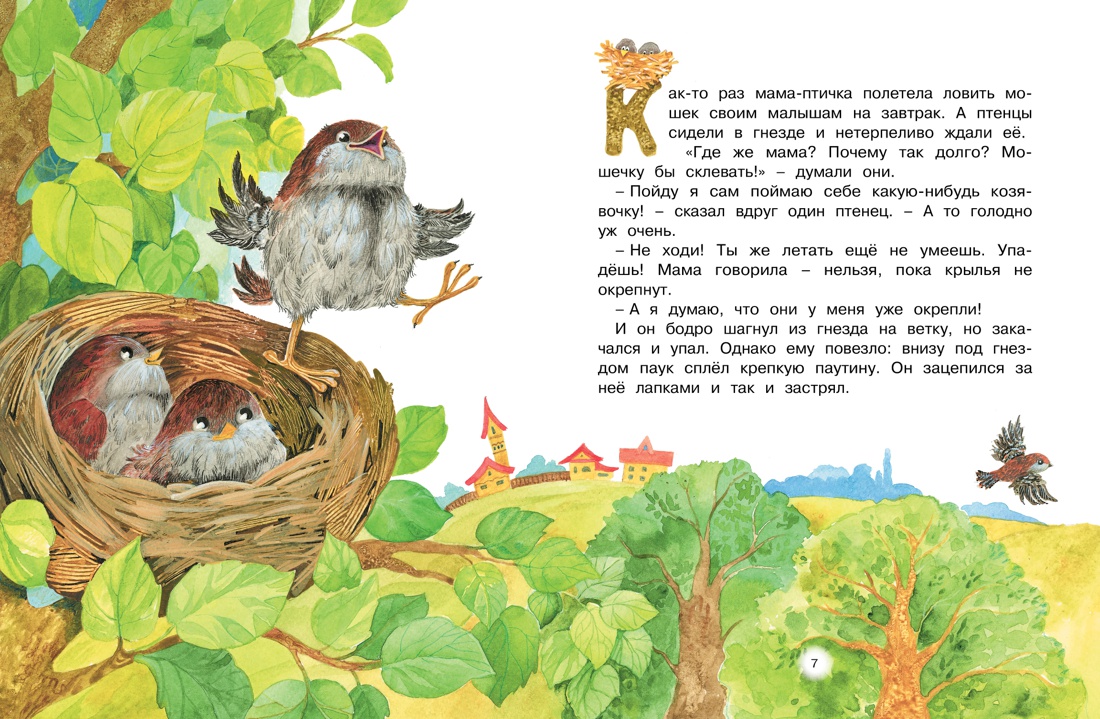 Как-то раз мама-птичка полетела ловить мо-
шек своим малышам на завтрак. А птенцы
сидели в гнезде и нетерпеливо ждали её.
«Где же мама? Почему так долго? Мо-
шечку бы склевать!» – думали они.
– Пойду я сам поймаю себе какую-нибудь козя-
вочку! – сказал вдруг один птенец. – А то голодно
уж очень.
– Не ходи! Ты же летать ещё не умеешь. Упа-
дёшь! Мама говорила – нельзя, пока крылья не
окрепнут.
– А я думаю, что они у меня уже окрепли!
И он бодро шагнул из гнезда на ветку, но зака-
чался и упал. Однако ему повезло: внизу под гнез-
дом паук сплёл крепкую паутину. Он зацепился за
неё лапками и так и застрял.
7